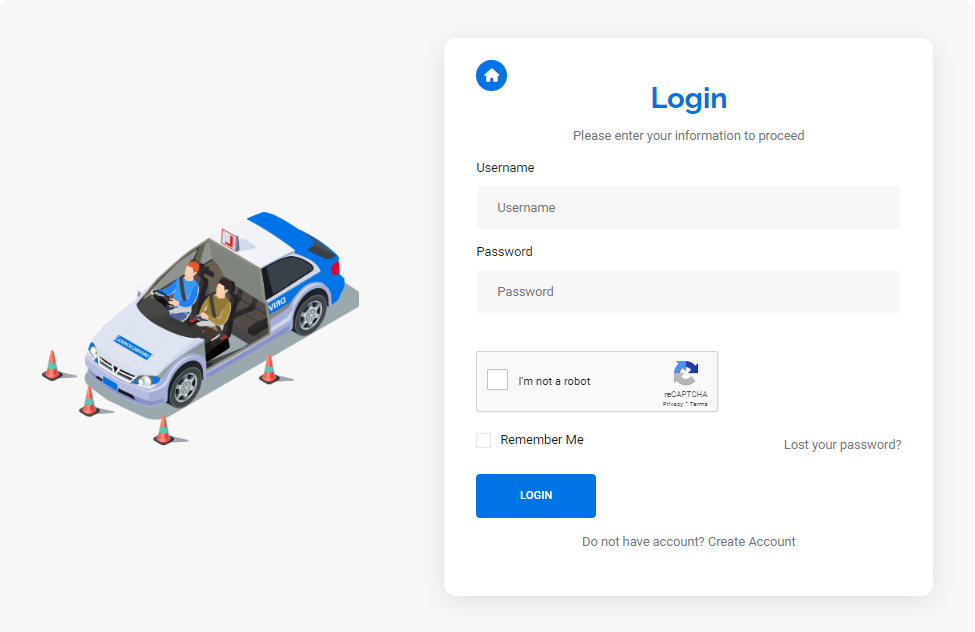 Login
Please enter your information to proceed
Username
Username
Password
Password
I'm not a robot
reCAPTCHA
Privacy * Terms
Remember Me
Lost your password?
LOGIN
Do not have account? Create Account
L